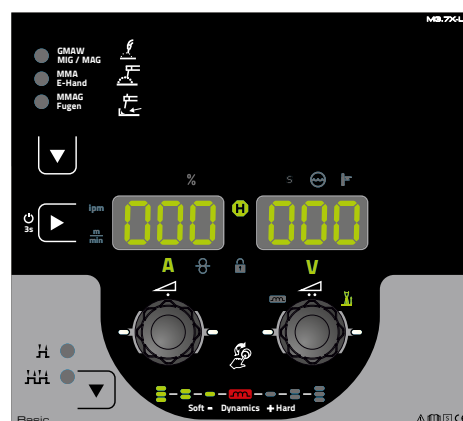 M3.7X-L
GMAW
MIG / MAG
MMA
E-Hand
MMAG
Fugen
% S
ipm
000 H 000
3s
m
min
A V
Soft - Dynamics + Hard
Basic